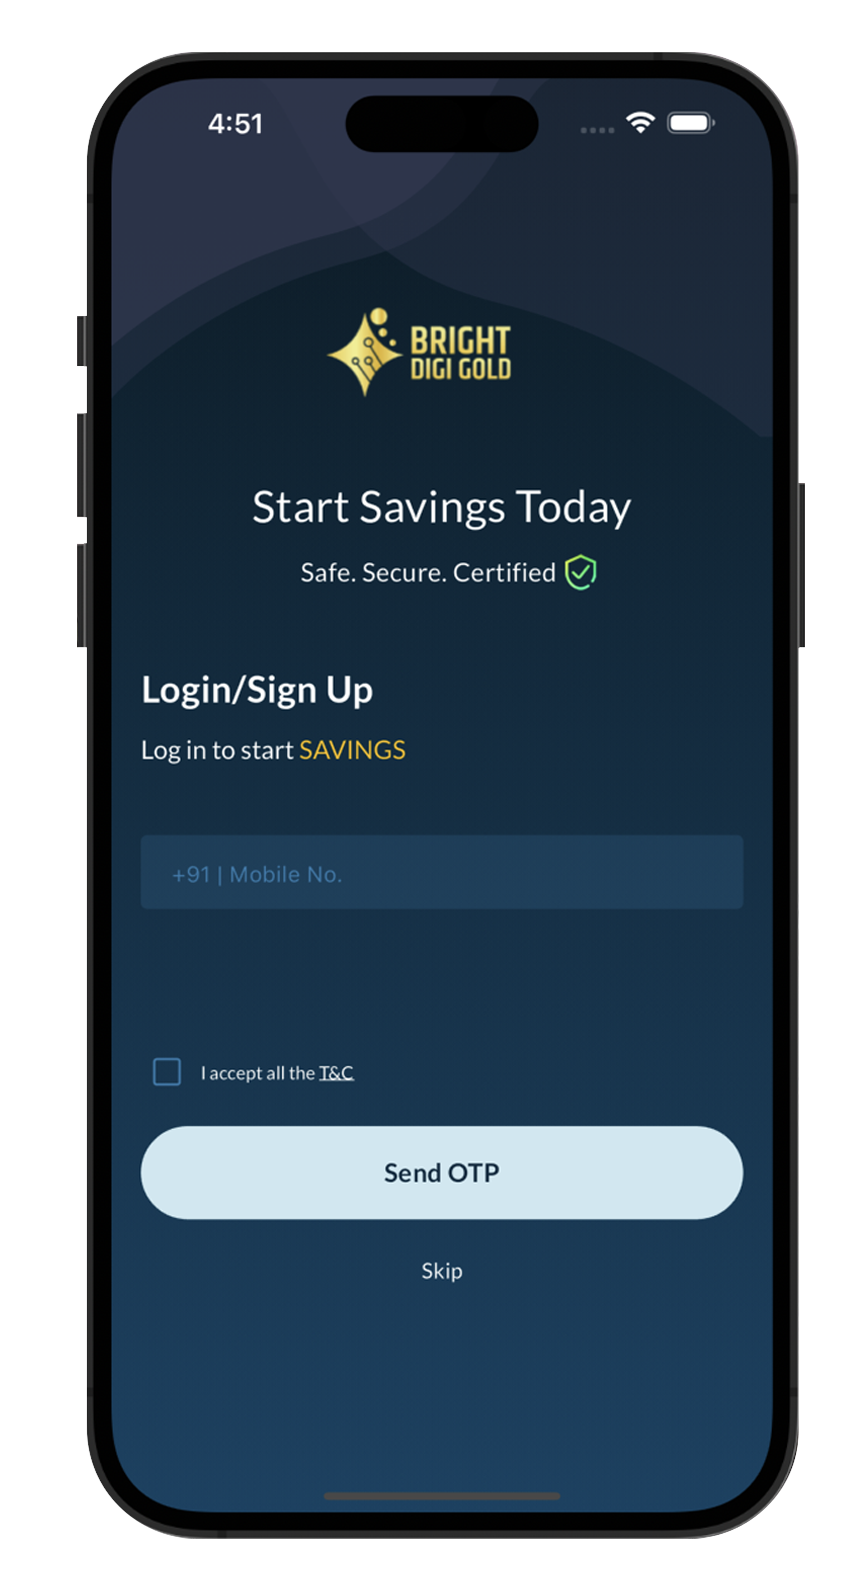 4:51
BRIGHT
DIGI GOLD
Start Savings Today
Safe. Secure. Certified
Login/Sign Up
Log in to start SAVINGS
+91 | Mobile No.
I accept all the T&C
Send OTP
Skip